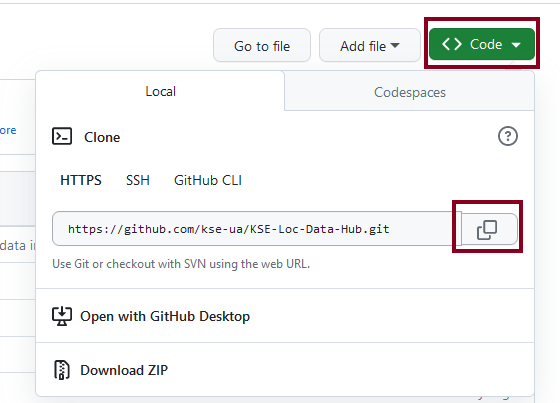 Go to file
Add file
<> Code
Local
Codespaces
ore
Clone
HTTPS SSH GitHub CLI
https://github.com/kse-ua/KSE-Loc-Data-Hub.git
data in
Use Git or checkout with SVN using the web URL.
Open with GitHub Desktop
Download ZIP